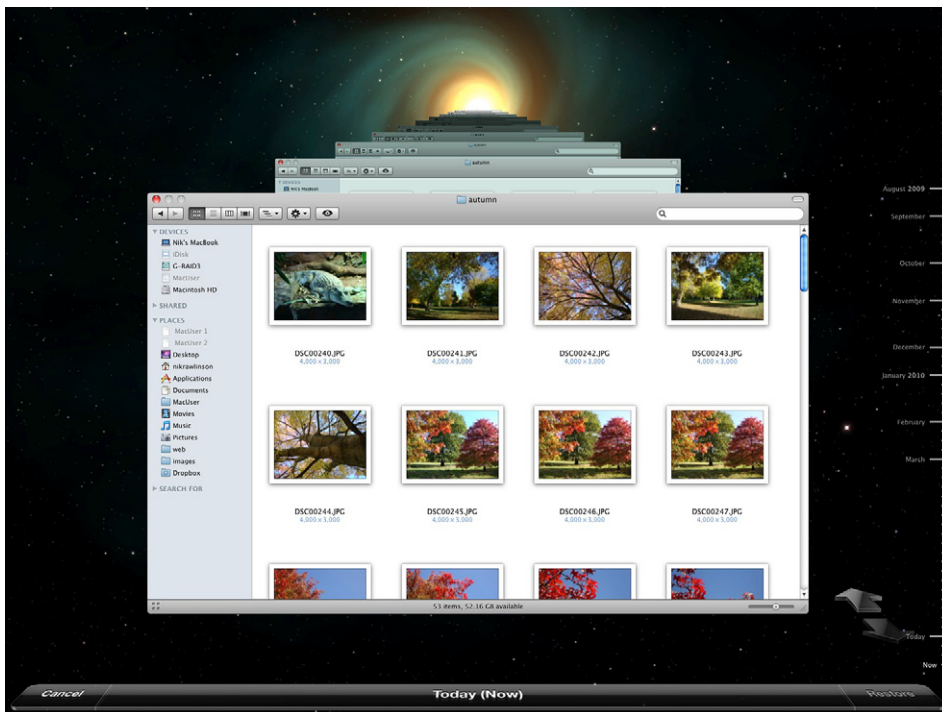 autumn
autumn
autumn
DEVICES
Nik's MacBook
DEVICES
Nik's MacBook
iDisk
G-RAID3
MacUser
Macintosh HD
SHARED
PLACES
MacUser 1
MacUser 2
Desktop
nikrawlinson
Applications
Documents
MacUser
Movies
Music
Pictures
web
images
Dropbox
SEARCH FOR
DSC00240.JPG
4,000 x 3,000
DSC00241.JPG
4,000 x 3,000
DSC00242.JPG
4,000 x 3,000
DSC00243.JPG
4,000 x 3,000
DSC00244.JPG
4,000 x 3,000
DSC00245.JPG
4,000 x 3,000
DSC00246.JPG
4,000 x 3,000
DSC00247.JPG
4,000 x 3,000
53 items, 52.16 GB available
August 2009
September
October
November
December
January 2010
February
March
Today
Now
Cancel
Today (Now)
Restore